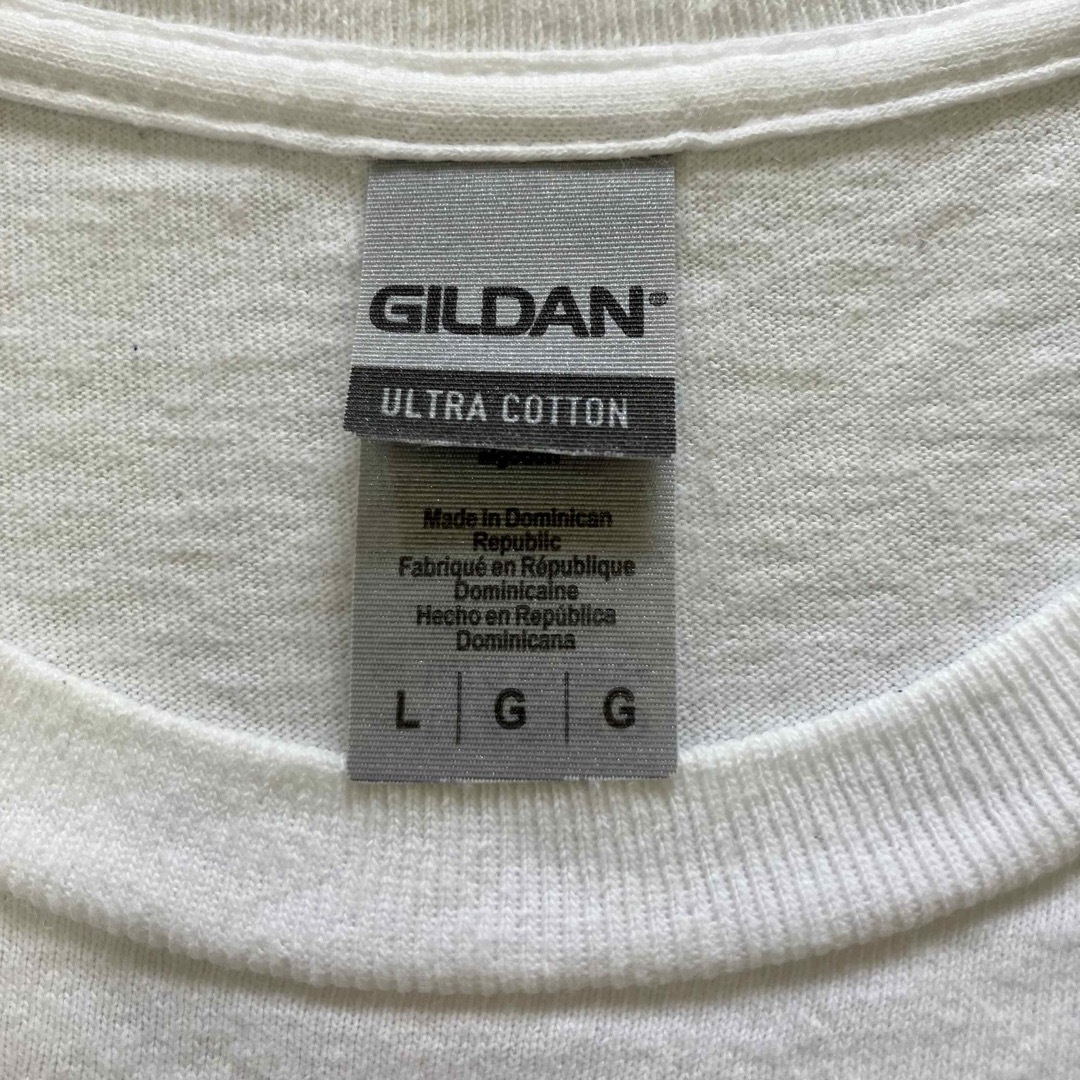 GILDAN®
ULTRA COTTON
Made in Dominican
Republic
Fabriqué en République
Dominicaine
Hecho en República
Dominicana
L | G | G